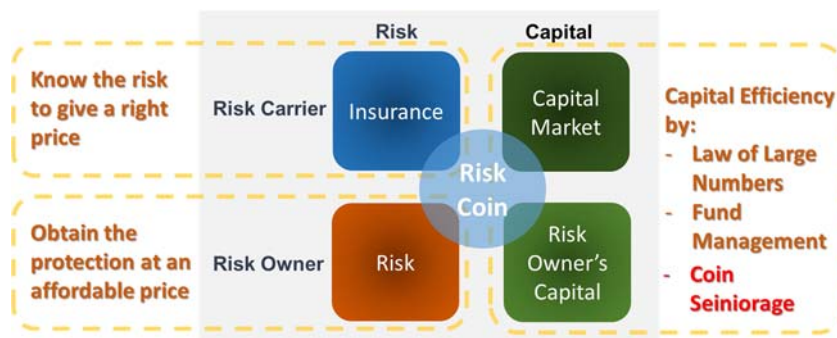 Risk
Capital
Know the risk
to give a right
price
Risk Carrier
Insurance
Capital
Market
Capital Efficiency
by:
- Law of Large
Numbers
- Fund
Management
- Coin
Seiniorage
Risk
Coin
Obtain the
protection at an
affordable price
Risk Owner
Risk
Risk
Owner's
Capital